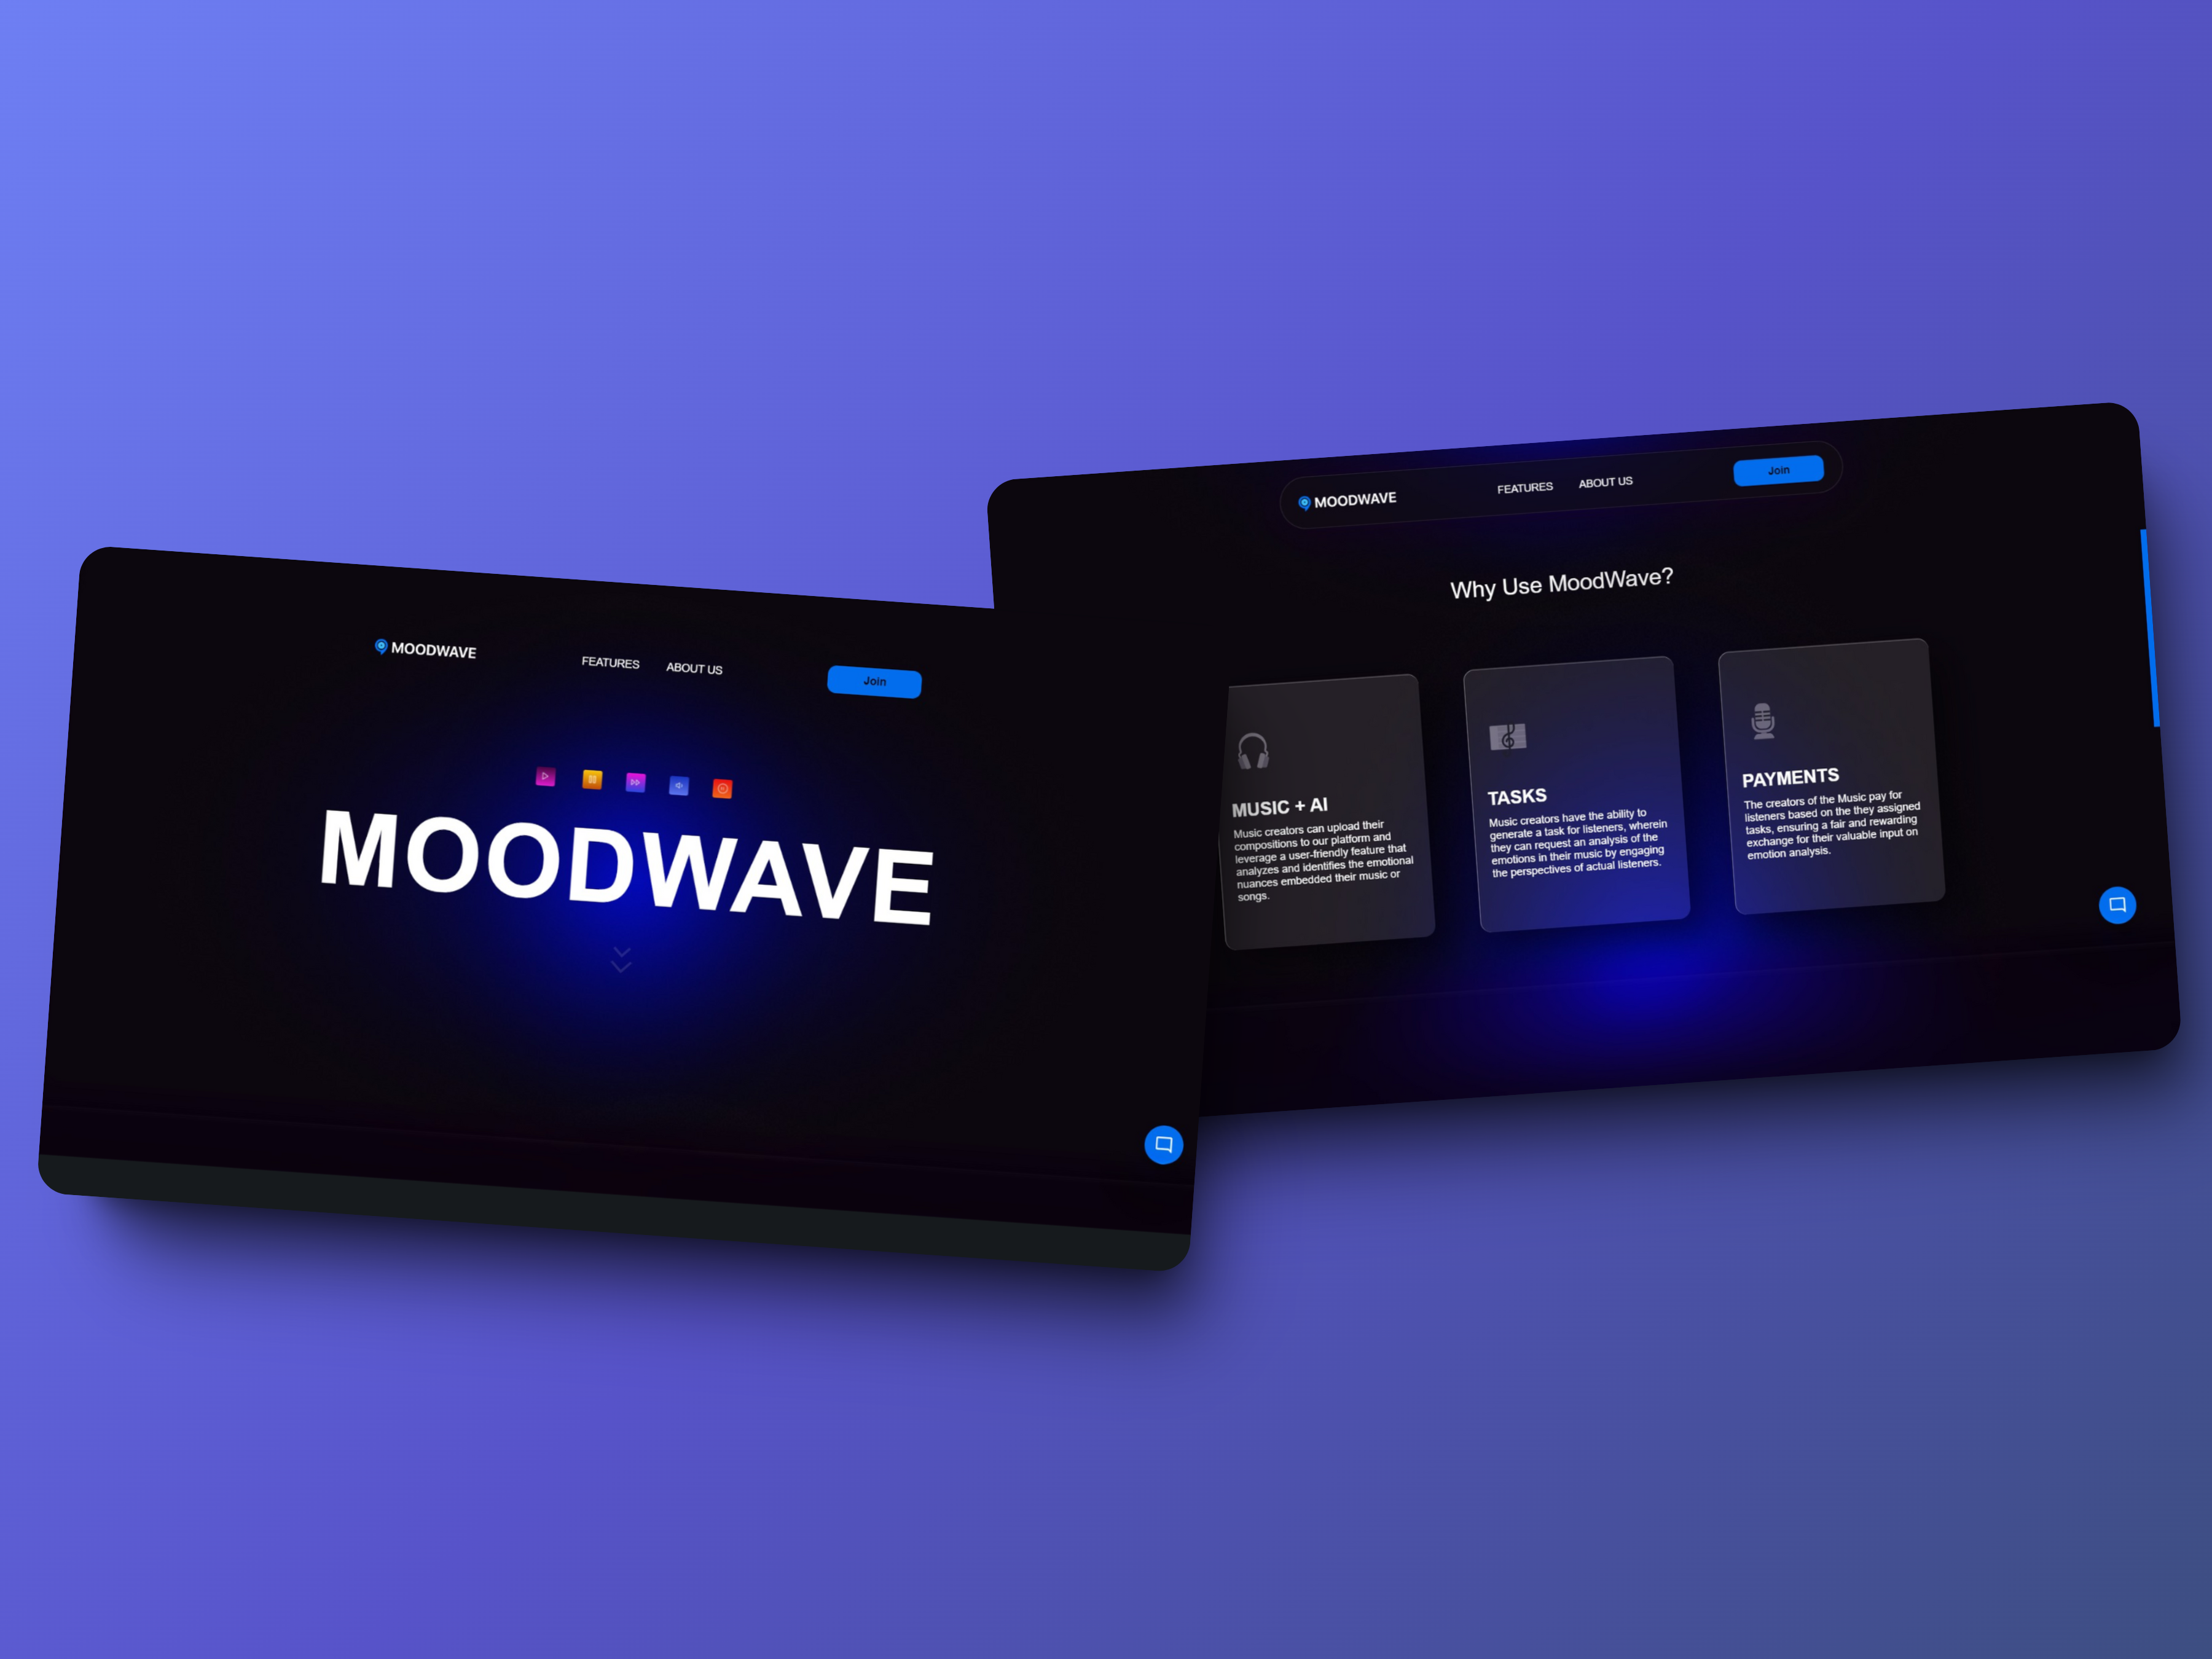 MOODWAVE
FEATURES
ABOUT US
Join
MOODWAVE
MOODWAVE
FEATURES
ABOUT US
Join
Why Use MoodWave?
MUSIC + AI
Music creators can upload their
compositions to our platform and
leverage a user-friendly feature that
analyzes and identifies the emotional
nuances embedded their music or
songs.
TASKS
Music creators have the ability to
generate a task for listeners, wherein
they can request an analysis of the
emotions in their music by engaging
the perspectives of actual listeners.
PAYMENTS
The creators of the Music pay for
listeners based on the they assigned
tasks, ensuring a fair and rewarding
exchange for their valuable input on
emotion analysis.